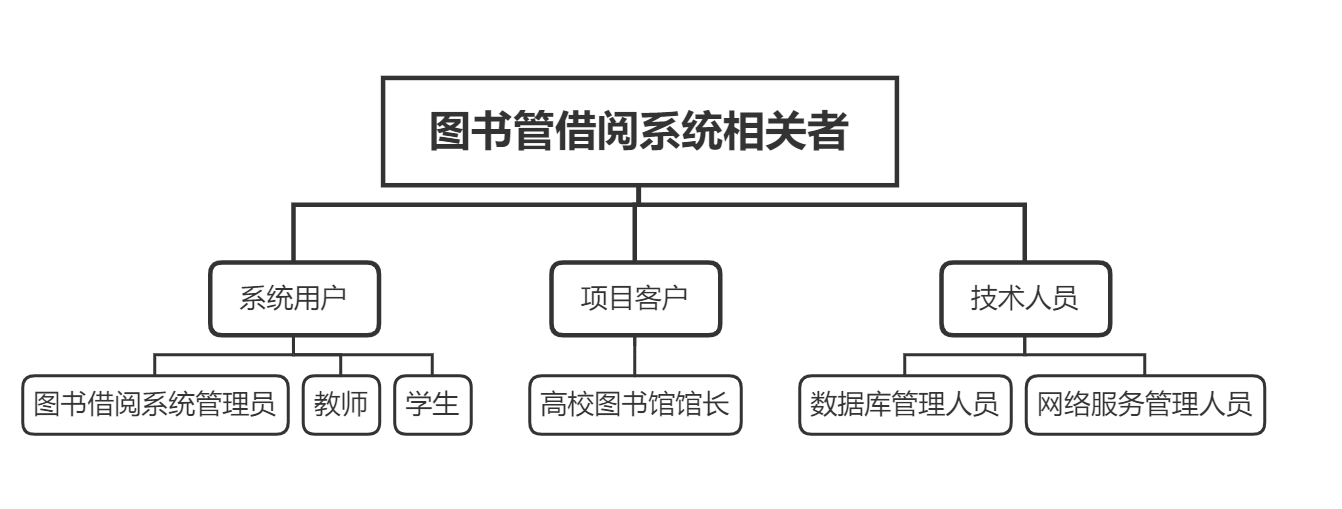 图书管借阅系统相关者
系统用户
项目客户
技术人员
图书借阅系统管理员
教师
学生
高校图书馆馆长
数据库管理人员
网络服务管理人员